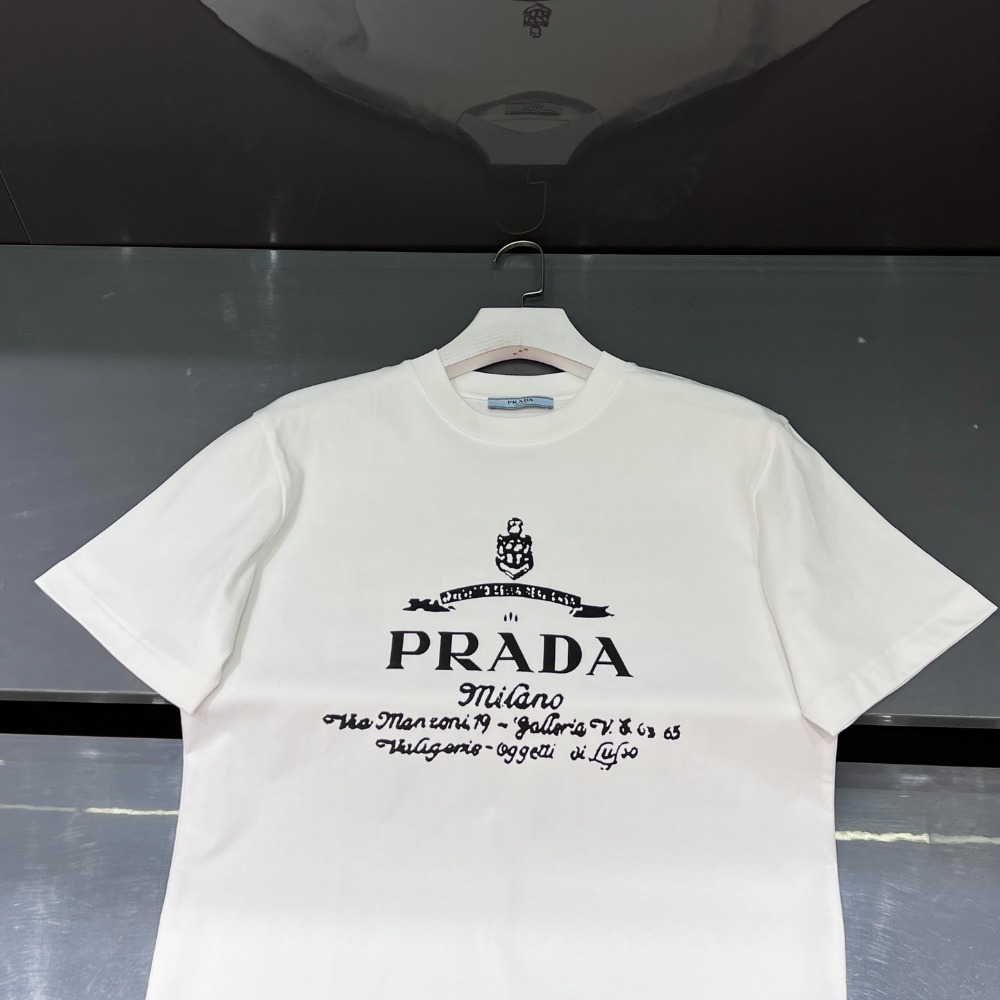 PRADA
PRADA
Milano
Via Manzoni 19 - Galleria V. E. 63 65
Valigerie - Oggetti di Lusso